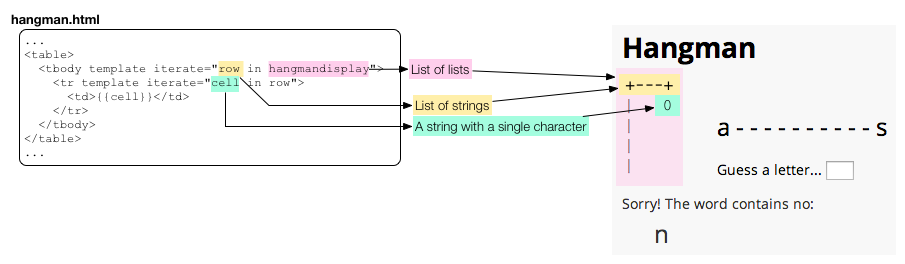 hangman.html
...
<table>
<tbody template iterate="row in hangmandisplay">
<tr template iterate="cell in row">
<td>{{cell}}</td>
</tr>
</tbody>
</table>
...
List of lists
List of strings
A string with a single character
Hangman
+---+
| 0
|
|
|
a - - - - - - - - - - s
Guess a letter...
Sorry! The word contains no:
n